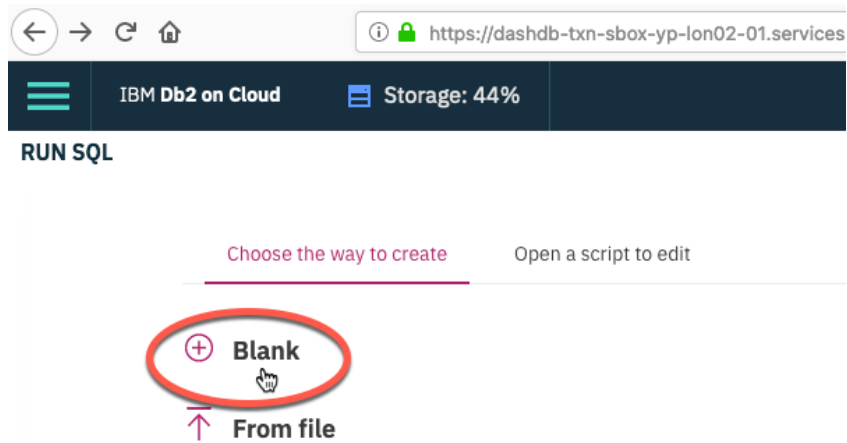 https://dashdb-txn-sbox-yp-lon02-01.services
IBM Db2 on Cloud Storage: 44%
RUN SQL
Choose the way to create Open a script to edit
Blank
From file